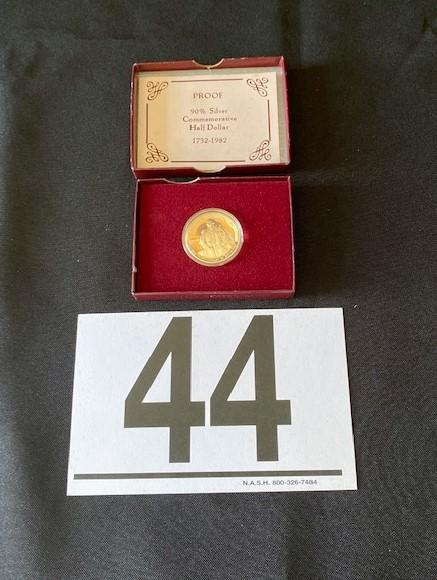 PROOF
90% Silver
Commemorative
Half Dollar
1732-1982
44
N.A.S.H. 800-326-7484